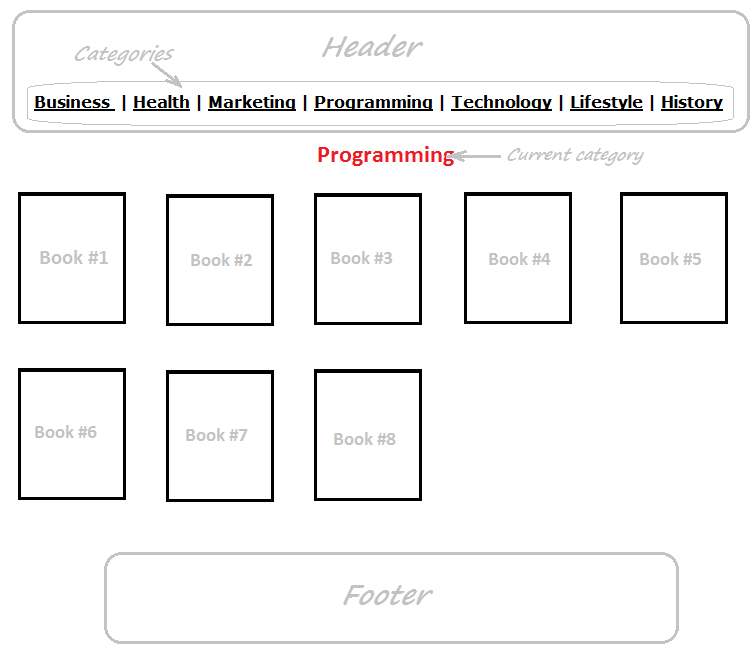 Header
Categories
Business | Health | Marketing | Programming | Technology | Lifestyle | History
Programming Current category
Book #1 Book #2 Book #3 Book #4 Book #5
Book #6 Book #7 Book #8
Footer